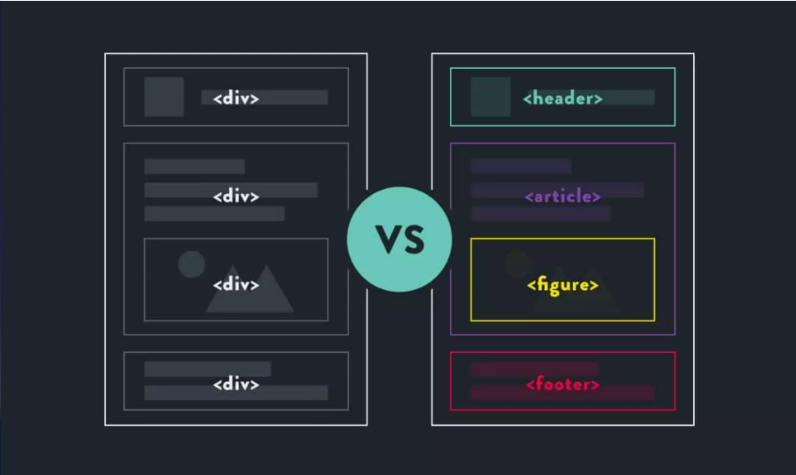 <div>
<div>
<div>
<div>
VS
<header>
<article>
<figure>
<footer>